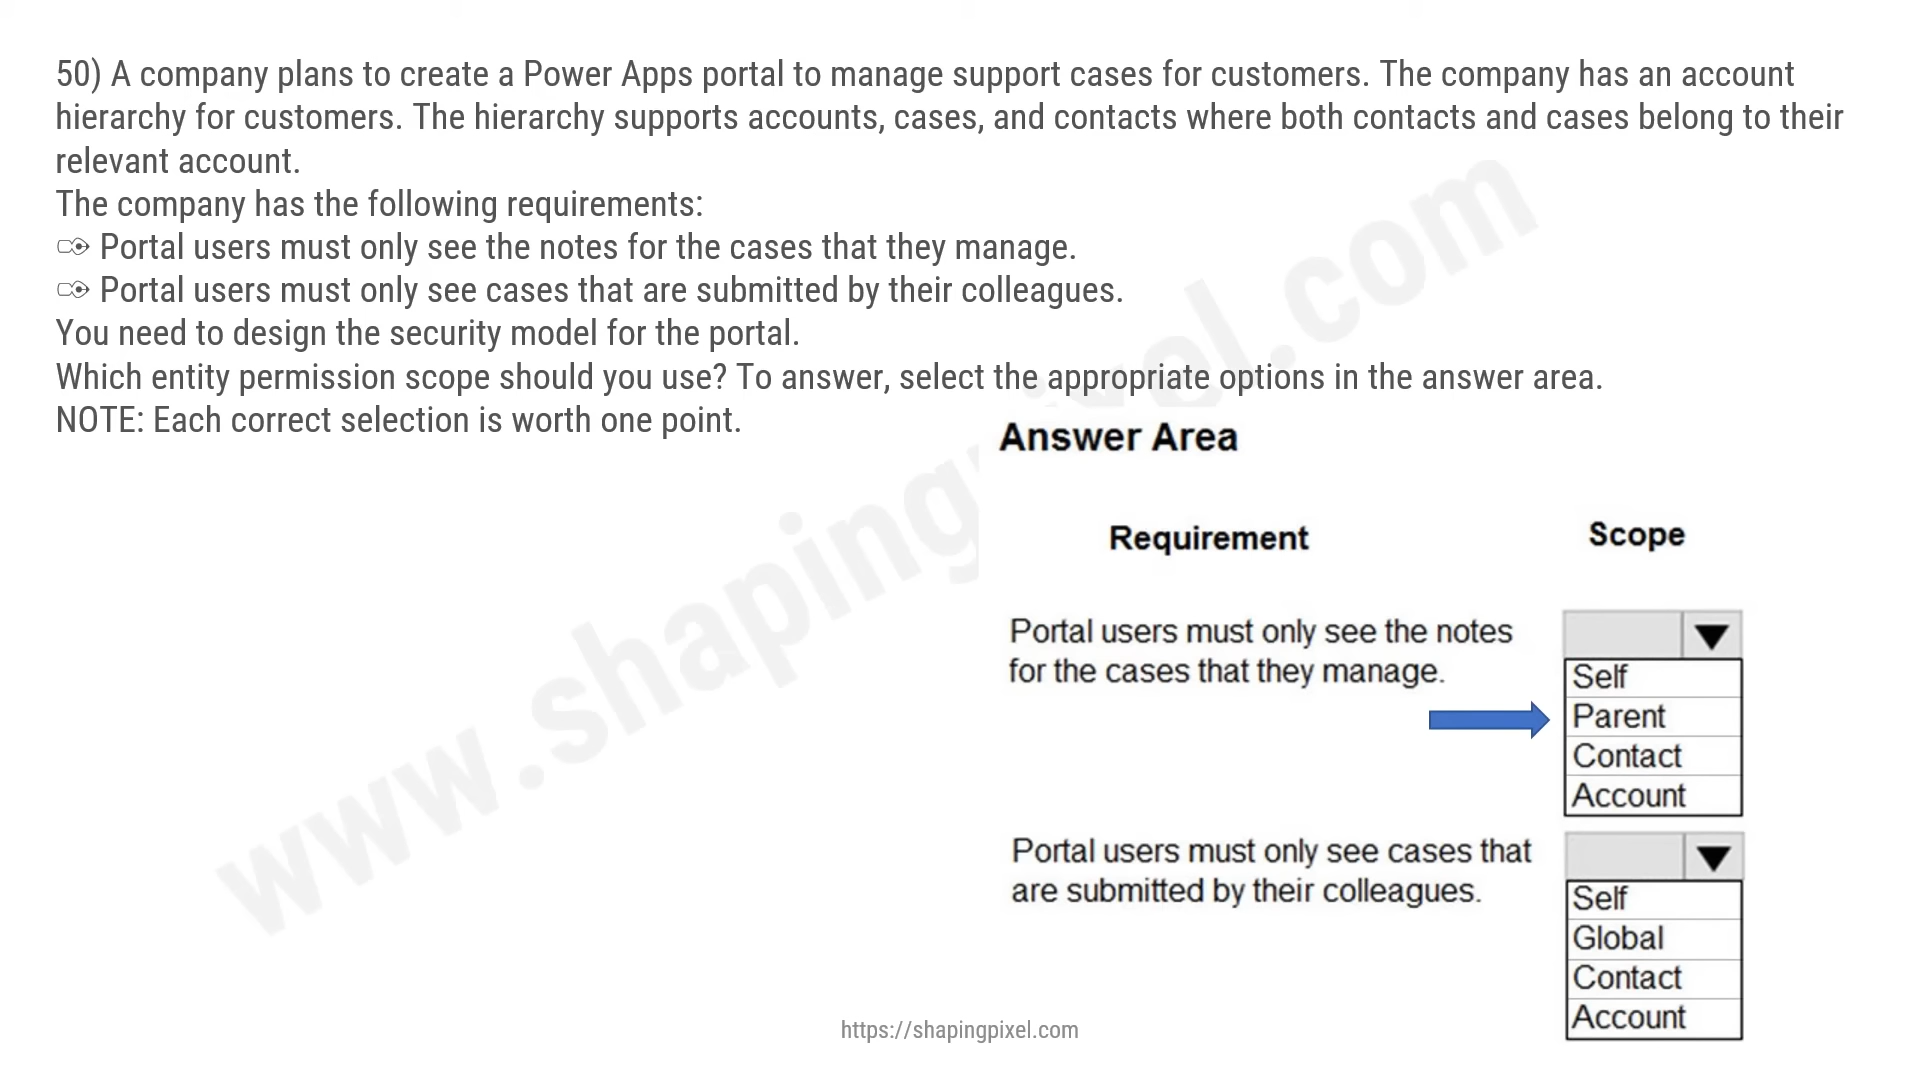 50) A company plans to create a Power Apps portal to manage support cases for customers. The company has an account
hierarchy for customers. The hierarchy supports accounts, cases, and contacts where both contacts and cases belong to their
relevant account.
The company has the following requirements:
Portal users must only see the notes for the cases that they manage.
Portal users must only see cases that are submitted by their colleagues.
You need to design the security model for the portal.
Which entity permission scope should you use? To answer, select the appropriate options in the answer area.
NOTE: Each correct selection is worth one point.
Answer Area
Requirement Scope
Portal users must only see the notes
for the cases that they manage.
Self
Parent
Contact
Account
Portal users must only see cases that
are submitted by their colleagues.
Self
Global
Contact
Account
www.shapingpixel.com
https://shapingpixel.com